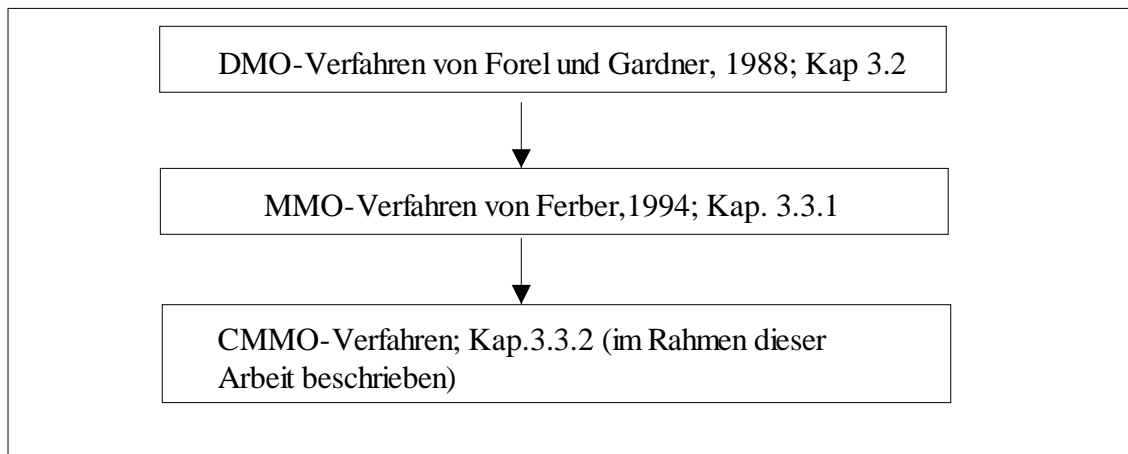 DMO-Verfahren von Forel und Gardner, 1988; Kap 3.2
MMO-Verfahren von Ferber,1994; Kap. 3.3.1
CMMO-Verfahren; Kap.3.3.2 (im Rahmen dieser
Arbeit beschrieben)